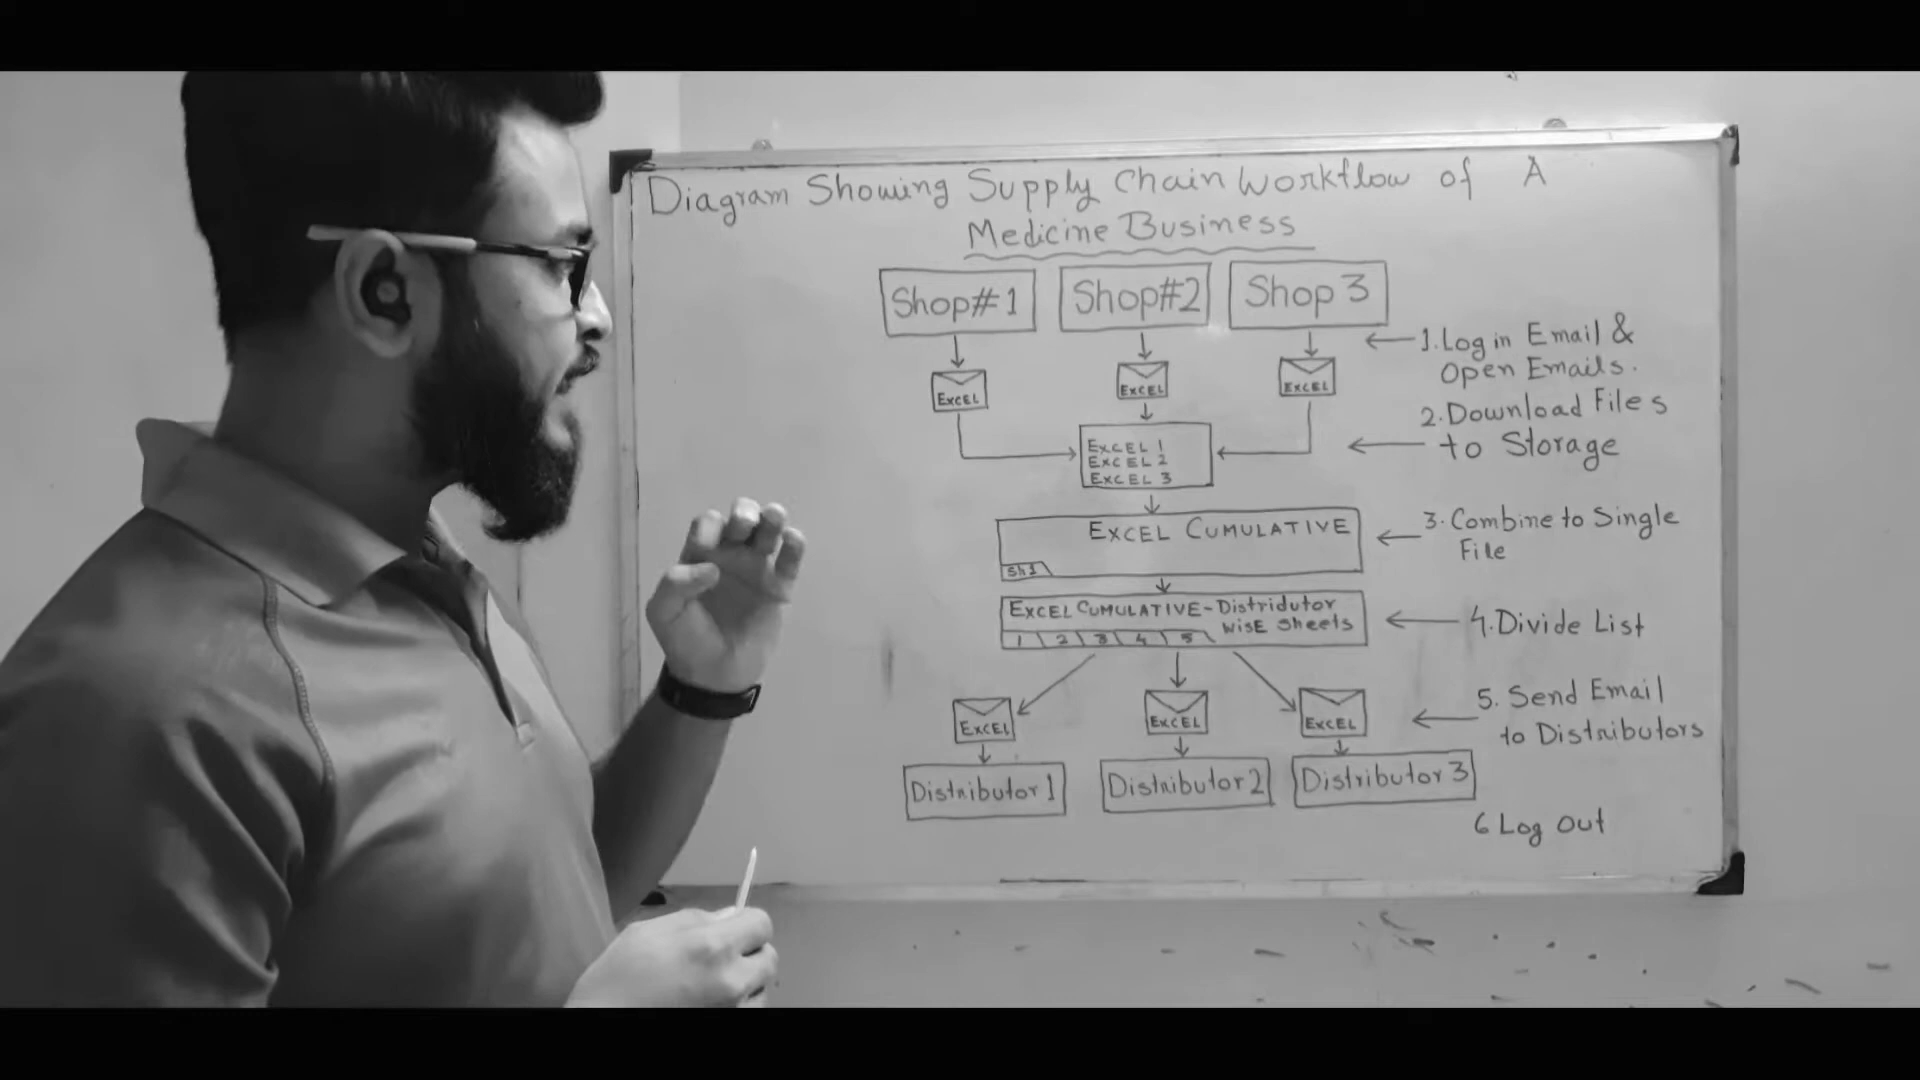 Diagram Showing Supply Chain Workflow of A
Medicine Business
Shop#1
Shop#2
Shop 3
1. Log in Email &
Open Emails.
EXCEL
EXCEL
EXCEL
2. Download Files
to Storage
EXCEL 1
EXCEL 2
EXCEL 3
EXCEL CUMULATIVE
Sh1
3. Combine to Single
File
EXCEL CUMULATIVE - Distridutor
WISE Sheets
1 2 3 4 5
4. Divide List
EXCEL
EXCEL
EXCEL
5. Send Email
to Distributors
Distributor 1
Distributor 2
Distributor 3
6 Log Out